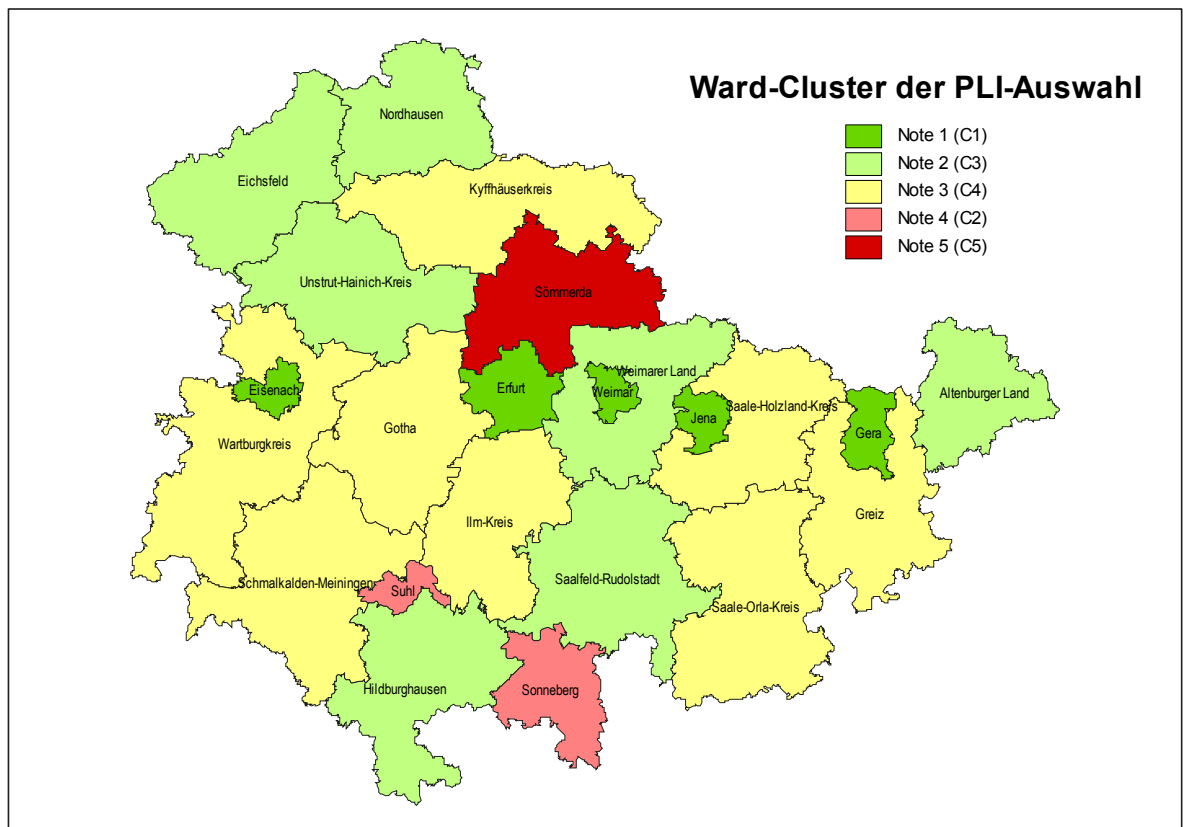 Ward-Cluster der PLI-Auswahl
Note 1 (C1)
Note 2 (C3)
Note 3 (C4)
Note 4 (C2)
Note 5 (C5)
Nordhausen
Eichsfeld
Kyffhäuserkreis
Unstrut-Hainich-Kreis
Sömmerda
Weimarer Land
Eisenach
Erfurt
Weimar
Altenburger Land
Saale-Holzland-Kreis
Jena
Gotha
Gera
Wartburgkreis
Greiz
Ilm-Kreis
Saalfeld-Rudolstadt
Schmalkalden-Meiningen
Suhl
Saale-Orla-Kreis
Hildburghausen
Sonneberg